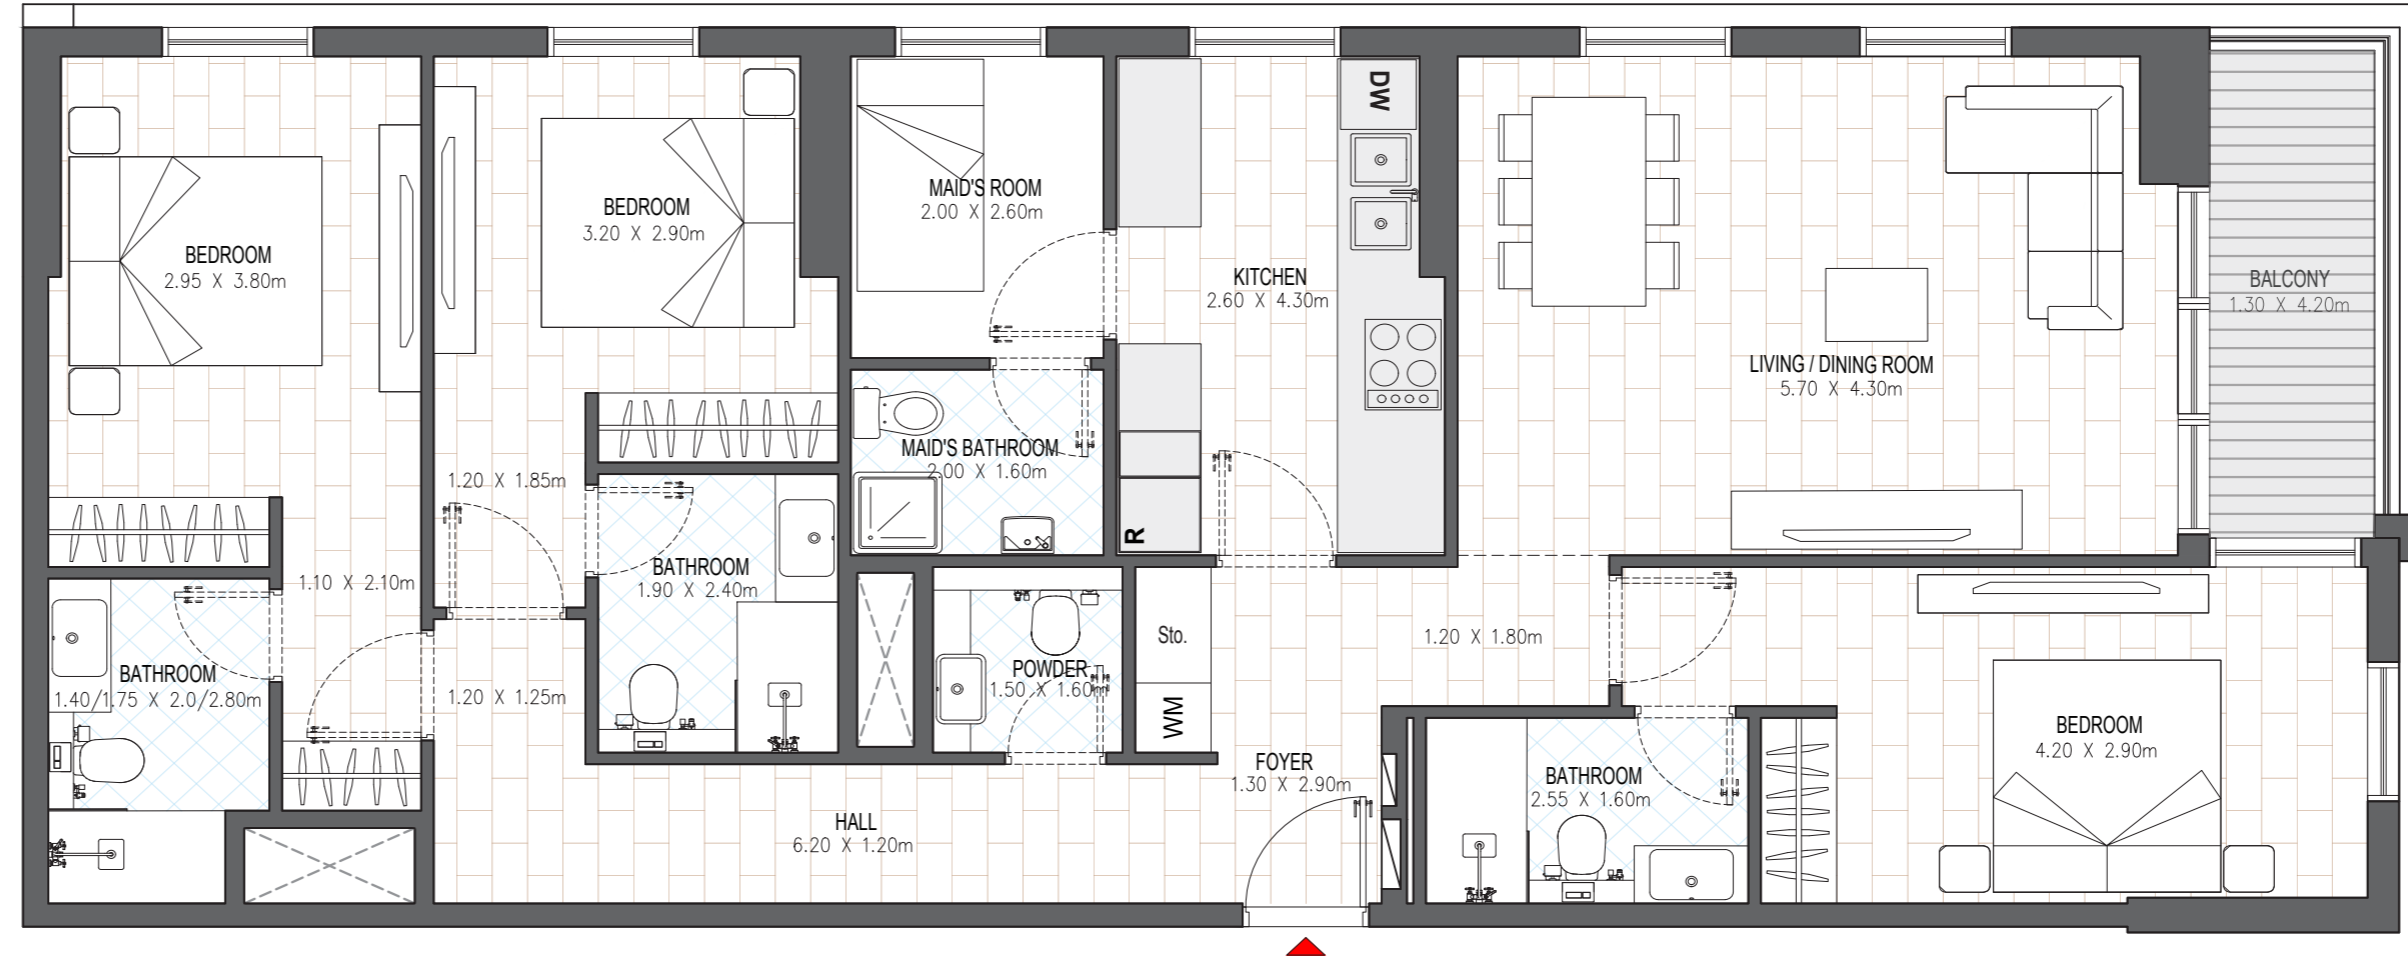 BEDROOM
2.95 X 3.80m
BEDROOM
3.20 X 2.90m
MAID'S ROOM
2.00 X 2.60m
DW
KITCHEN
2.60 X 4.30m
LIVING / DINING ROOM
5.70 X 4.30m
BALCONY
1.30 X 4.20m
MAID'S BATHROOM
2.00 X 1.60m
R
1.20 X 1.85m
1.10 X 2.10m
BATHROOM
1.90 X 2.40m
BATHROOM
1.40/1.75 X 2.0/2.80m
1.20 X 1.25m
POWDER
1.50 X 1.60m
Sto.
WM
1.20 X 1.80m
FOYER
1.30 X 2.90m
HALL
6.20 X 1.20m
BATHROOM
2.55 X 1.60m
BEDROOM
4.20 X 2.90m